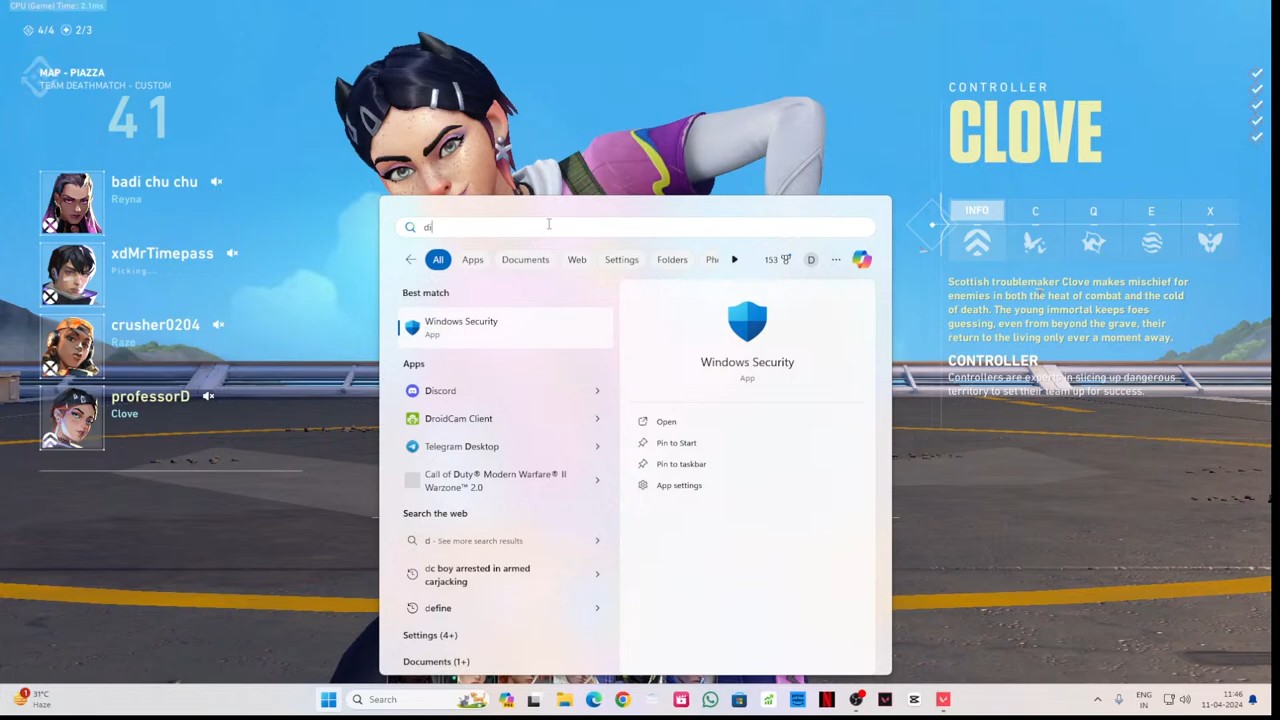 CPU (Game) Time: 2.1ms
4/4 2/3
MAP - PIAZZA
TEAM DEATHMATCH - CUSTOM
41
badi chu chu
Reyna
xdMrTimepass
Picking...
crusher0204
Raze
professorD
Clove
CONTROLLER
CLOVE
INFO C Q E X
Scottish troublemaker Clove makes mischief for
enemies in both the heat of combat and the cold
of death. The young immortal keeps foes
guessing, even from beyond the grave, their
return to the living only ever a moment away.
CONTROLLER
Controllers are experts in slicing up dangerous
territory to set their team up for success.
di
All Apps Documents Web Settings Folders Pho 153 D
Best match
Windows Security
App
Apps
Discord
DroidCam Client
Telegram Desktop
Call of Duty® Modern Warfare® II
Warzone™ 2.0
Search the web
d - See more search results
dc boy arrested in armed
carjacking
define
Settings (4+)
Documents (1+)
Windows Security
App
Open
Pin to Start
Pin to taskbar
App settings
1
31°C
Haze
Search
ENG
IN
11:46
11-04-2024